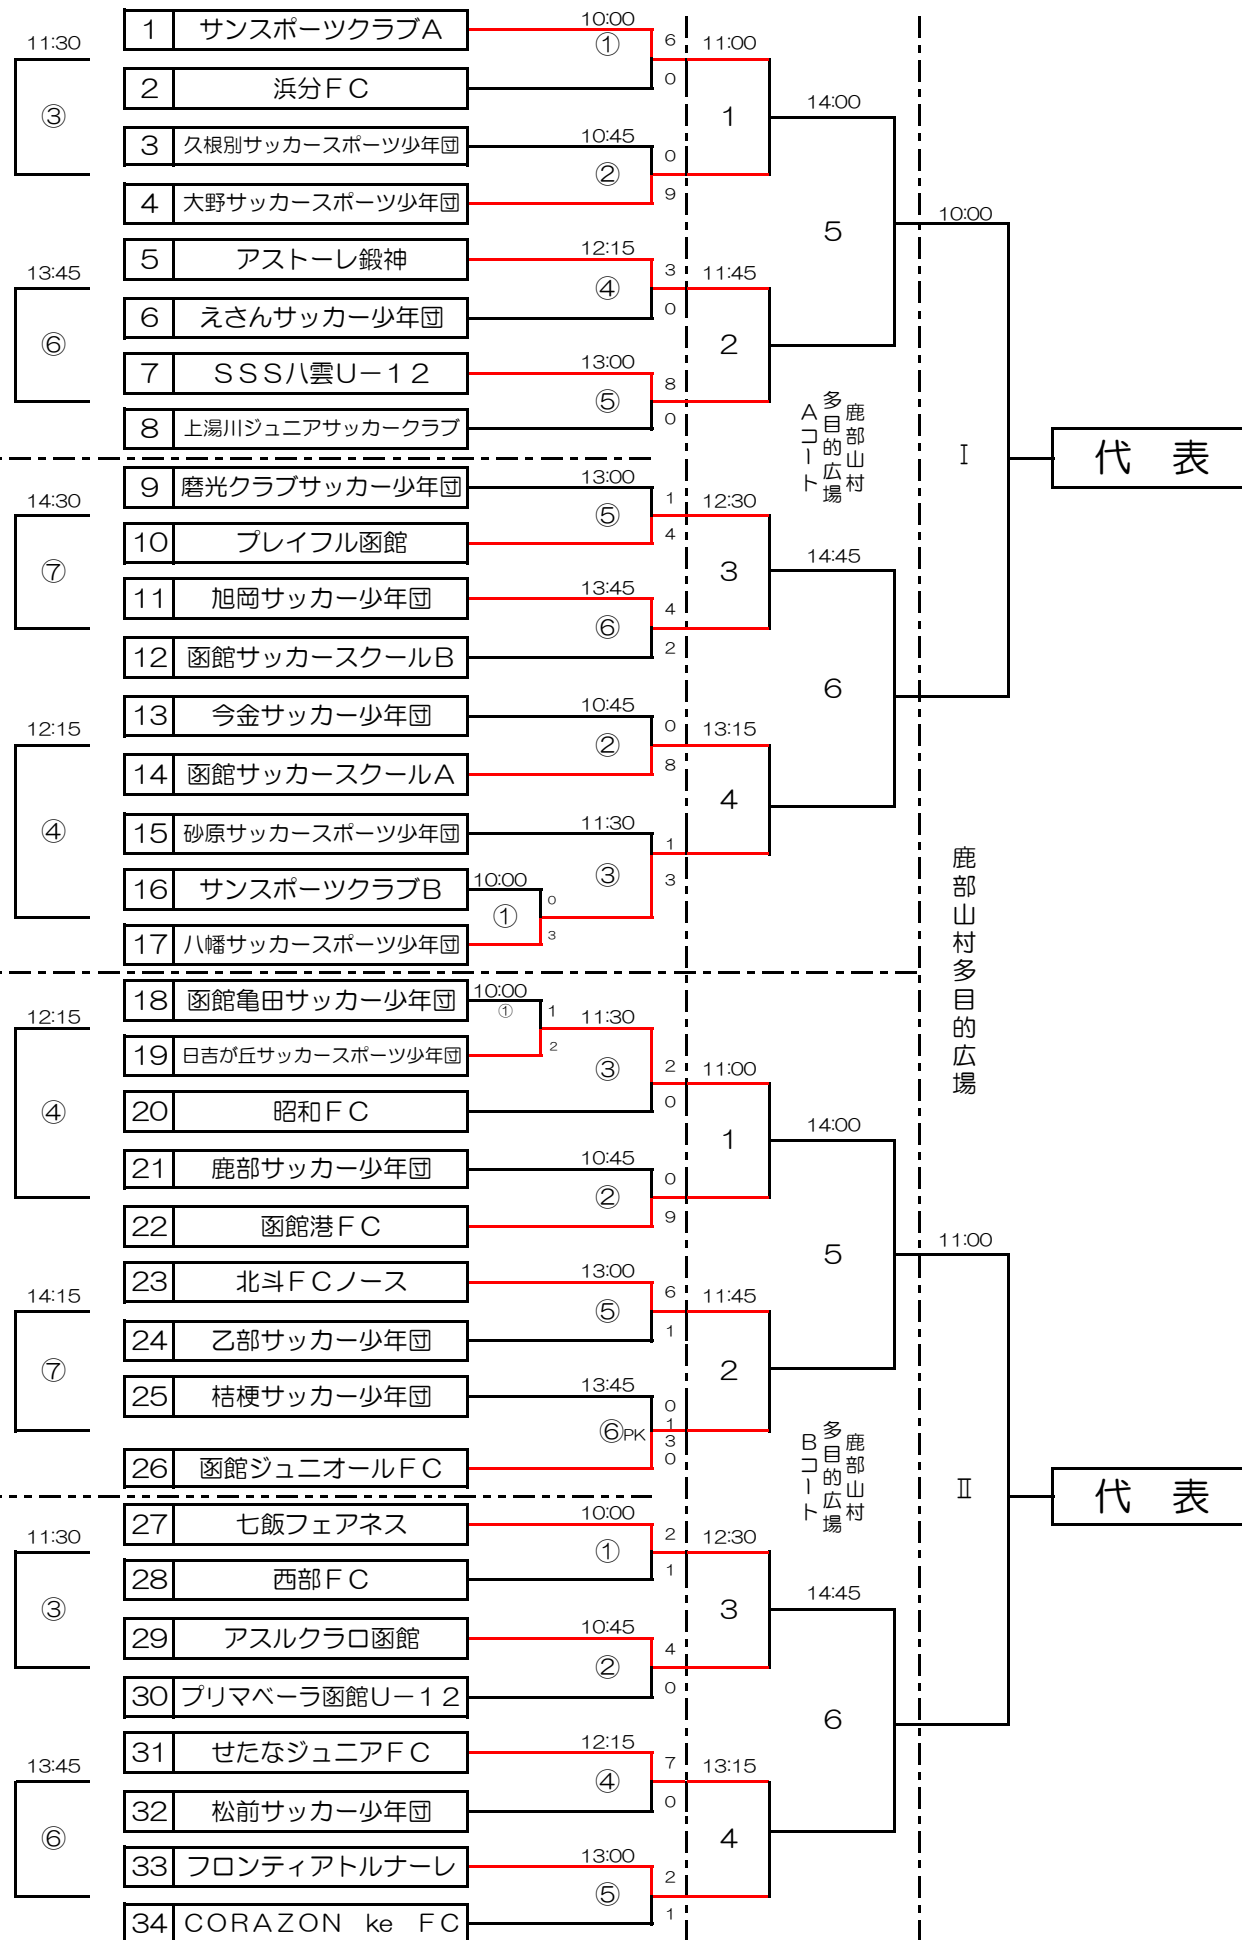 1 サンスポーツクラブA 10:00 ① 6 0
2 浜分FC
11:30 ③
11:00 1
3 久根別サッカースポーツ少年団 10:45 ② 0 9
4 大野サッカースポーツ少年団
14:00 5
5 アストーレ鍛神 12:15 ④ 3 0
6 えさんサッカー少年団
13:45 ⑥
11:45 2
7 SSS八雲U−12 13:00 ⑤ 8 0
8 上湯川ジュニアサッカークラブ
鹿部山村
多目的広場
Aコート
10:00 Ⅰ
代 表
9 磨光クラブサッカー少年団 13:00 ⑤ 1 4
10 プレイフル函館
14:30 ⑦
12:30 3
11 旭岡サッカー少年団 13:45 ⑥ 4 2
12 函館サッカースクールB
14:45 6
13 今金サッカー少年団 10:45 ② 0 8
14 函館サッカースクールA
12:15 ④
13:15 4
15 砂原サッカースポーツ少年団 11:30 ③ 1 3
16 サンスポーツクラブB 10:00 ① 0 3
17 八幡サッカースポーツ少年団
鹿部山村多目的広場
18 函館亀田サッカー少年団 10:00 ① 1 2
19 日吉が丘サッカースポーツ少年団
11:30 ③ 2 0
20 昭和FC
12:15 ④
11:00 1
21 鹿部サッカー少年団 10:45 ② 0 9
22 函館港FC
14:00 5
23 北斗FCノース 13:00 ⑤ 6 1
24 乙部サッカー少年団
14:15 ⑦
11:45 2
25 桔梗サッカー少年団 13:45 ⑥PK 0 1 3 0
26 函館ジュニオールFC
鹿部山村
多目的広場
Bコート
11:00 Ⅱ
代 表
27 七飯フェアネス 10:00 ① 2 1
28 西部FC
11:30 ③
12:30 3
29 アスルクラロ函館 10:45 ② 4 0
30 プリマベーラ函館U−12
14:45 6
31 せたなジュニアFC 12:15 ④ 7 0
32 松前サッカー少年団
13:45 ⑥
13:15 4
33 フロンティアトルナーレ 13:00 ⑤ 2 1
34 CORAZON ke FC